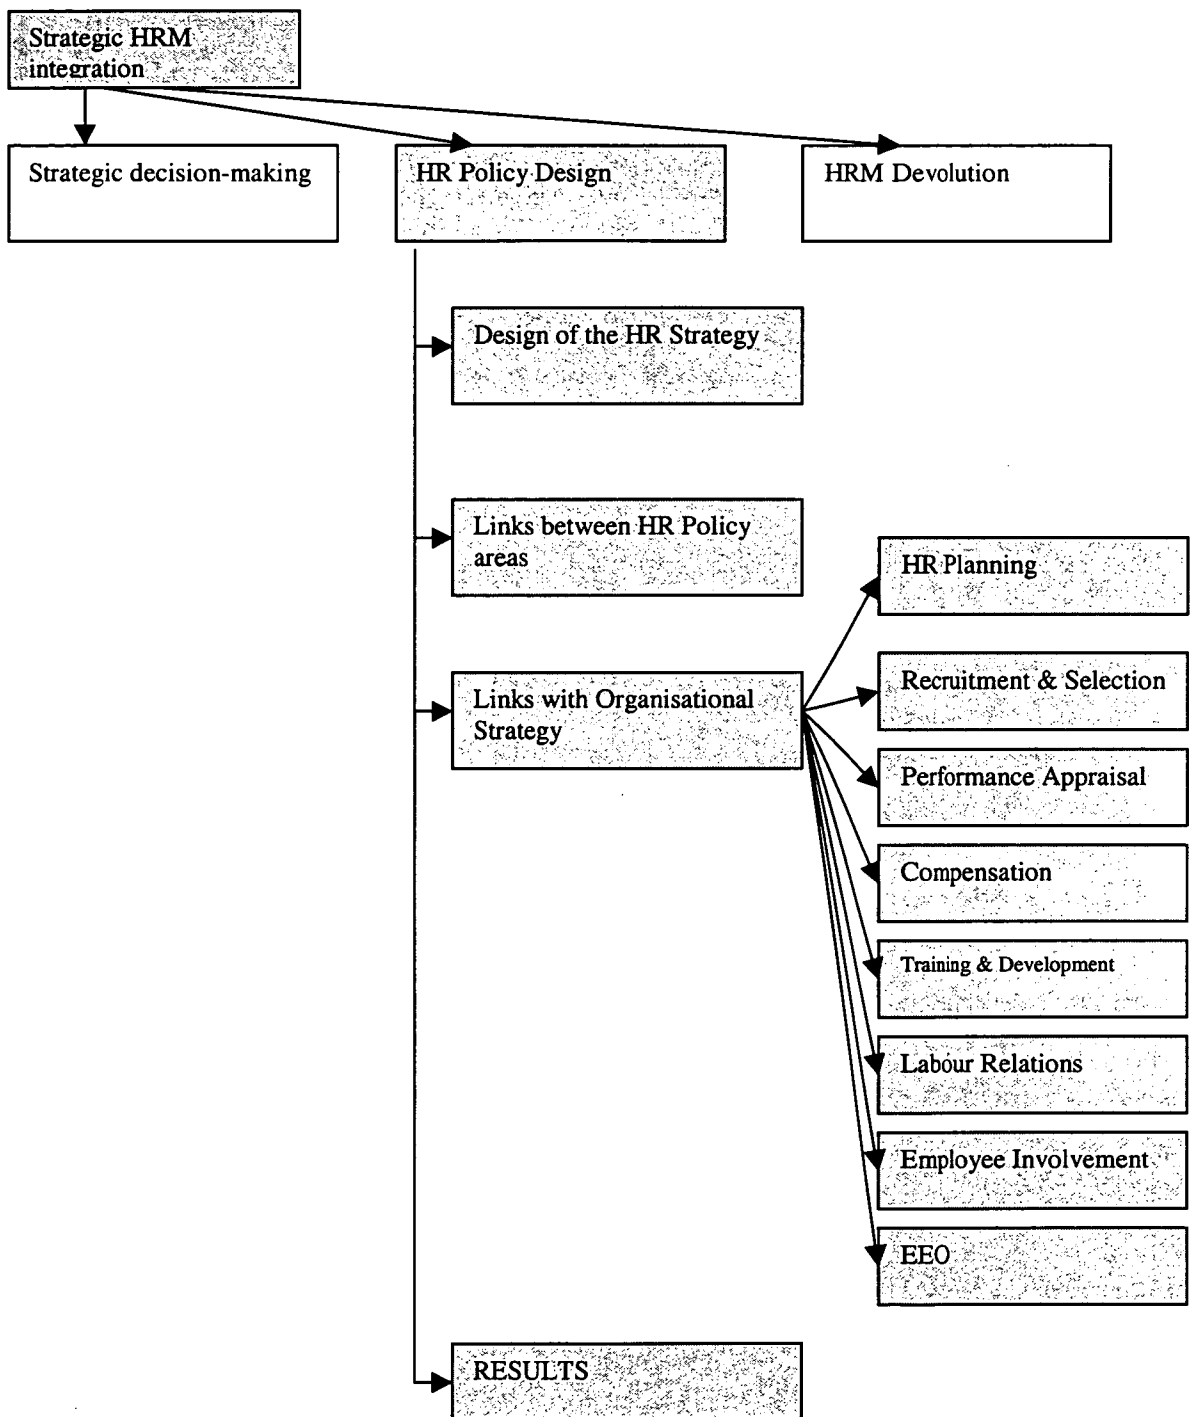 Strategic HRM
integration
Strategic decision-making
HR Policy Design
HRM Devolution
Design of the HR Strategy
Links between HR Policy
areas
Links with Organisational
Strategy
HR Planning
Recruitment & Selection
Performance Appraisal
Compensation
Training & Development
Labour Relations
Employee Involvement
EEO
RESULTS